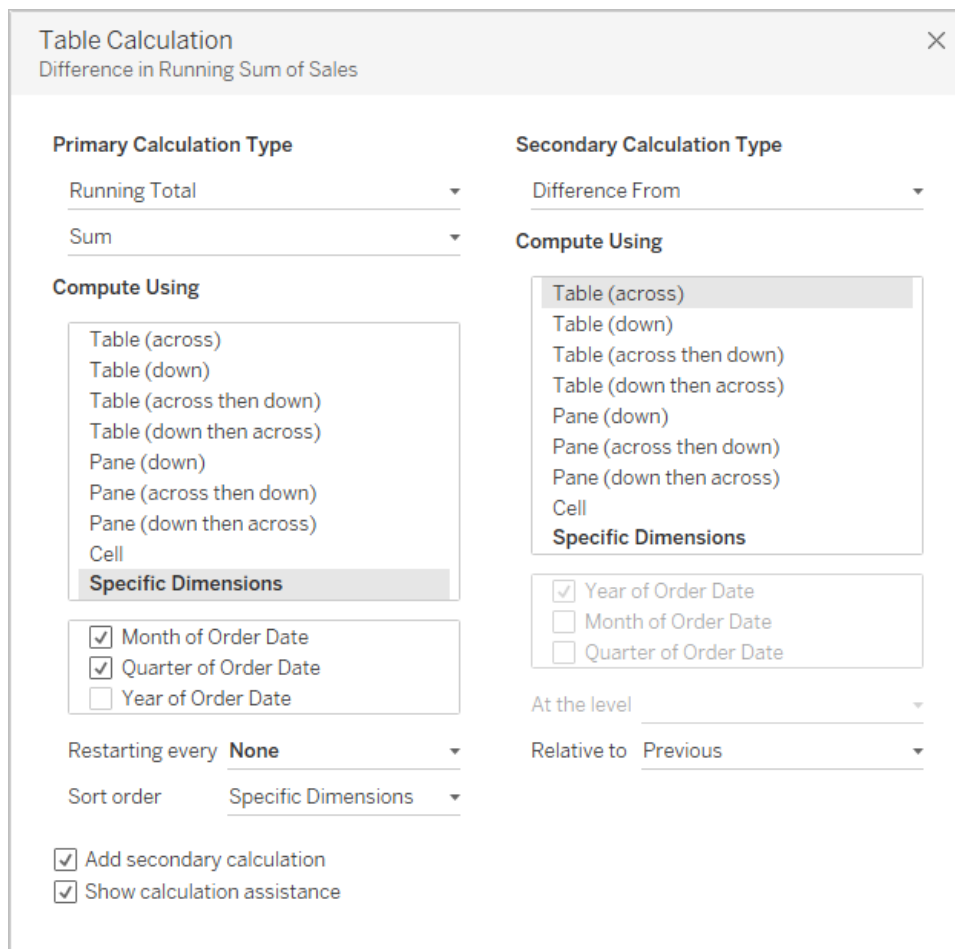 Table Calculation
Difference in Running Sum of Sales
Primary Calculation Type
Running Total
Sum
Compute Using
Table (across)
Table (down)
Table (across then down)
Table (down then across)
Pane (down)
Pane (across then down)
Pane (down then across)
Cell
Specific Dimensions
Month of Order Date
Quarter of Order Date
Year of Order Date
Restarting every None
Sort order Specific Dimensions
Add secondary calculation
Show calculation assistance
Secondary Calculation Type
Difference From
Compute Using
Table (across)
Table (down)
Table (across then down)
Table (down then across)
Pane (down)
Pane (across then down)
Pane (down then across)
Cell
Specific Dimensions
Year of Order Date
Month of Order Date
Quarter of Order Date
At the level
Relative to Previous